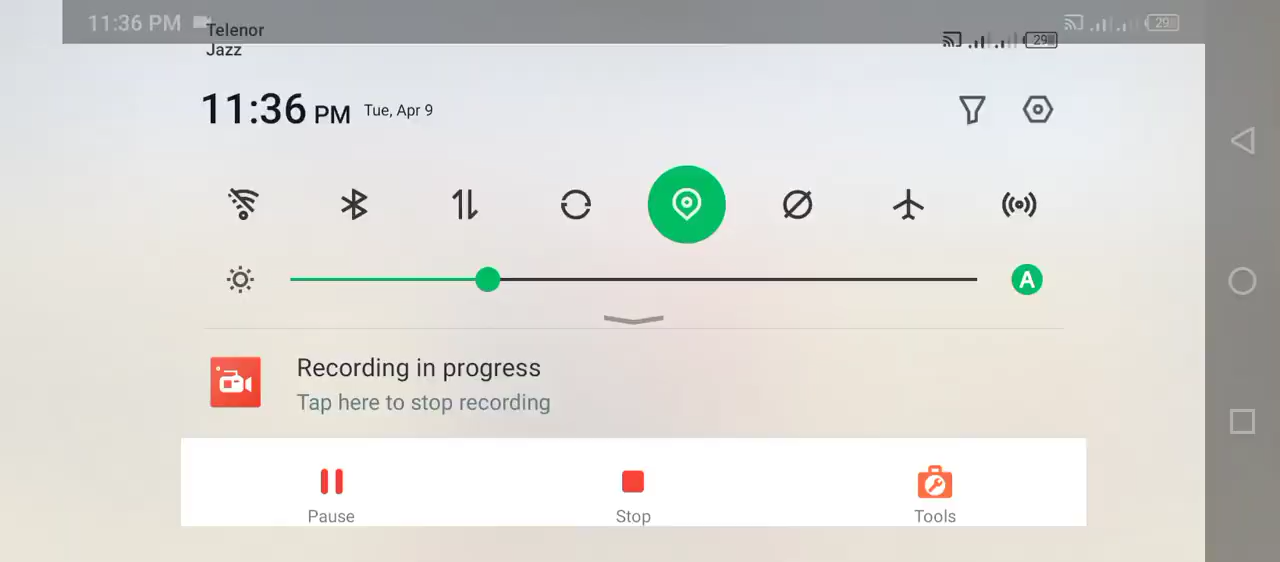 11:36 PM
29
Telenor
Jazz
29
11:36 PM Tue, Apr 9
A
Recording in progress
Tap here to stop recording
Pause
Stop
Tools